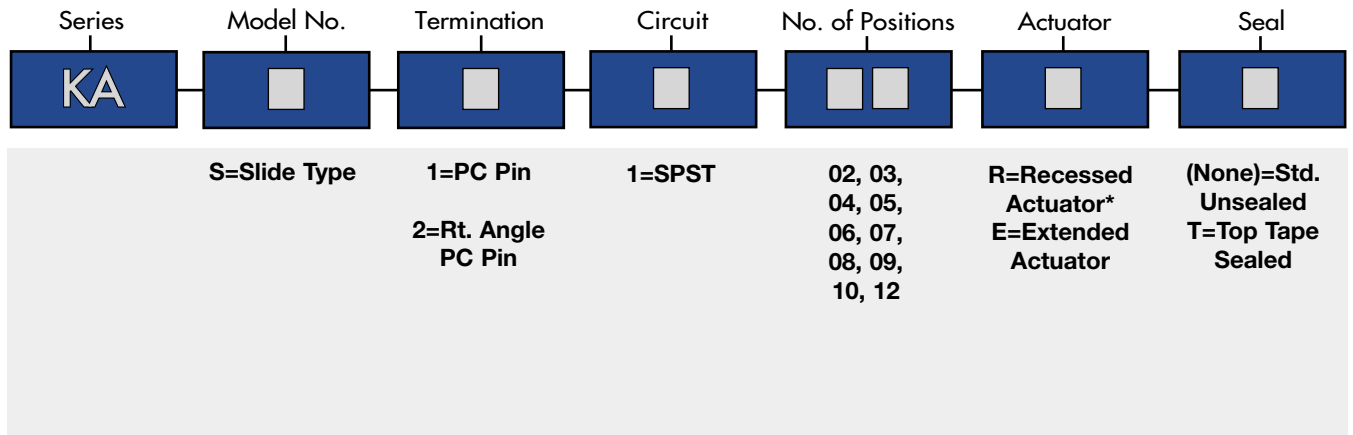 Series Model No. Termination Circuit No. of Positions Actuator Seal
KA
S=Slide Type
1=PC Pin
2=Rt. Angle
PC Pin
1=SPST
02, 03,
04, 05,
06, 07,
08, 09,
10, 12
R=Recessed
Actuator*
E=Extended
Actuator
(None)=Std.
Unsealed
T=Top Tape
Sealed